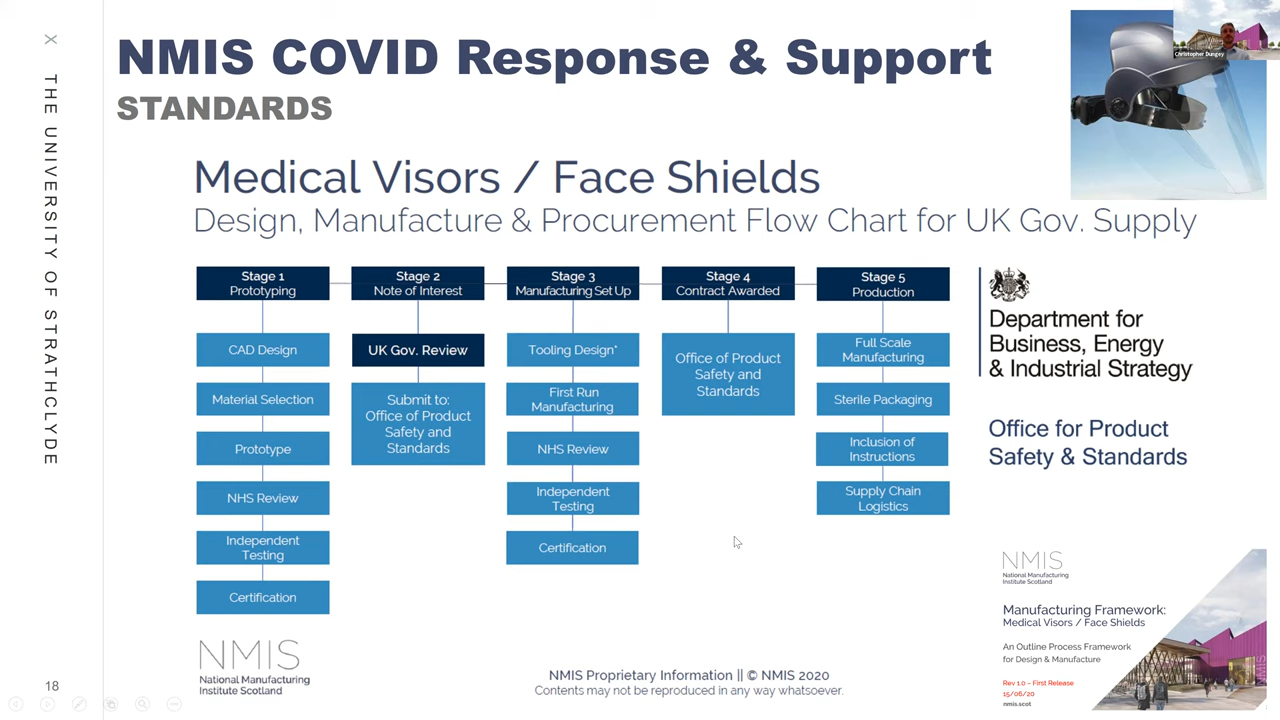 X THE UNIVERSITY OF STRATHCLYDE
NMIS COVID Response & Support
STANDARDS
Christopher Dungey
Medical Visors / Face Shields
Design, Manufacture & Procurement Flow Chart for UK Gov. Supply
Stage 1
Prototyping
CAD Design
Material Selection
Prototype
NHS Review
Independent
Testing
Certification
Stage 2
Note of Interest
UK Gov. Review
Submit to:
Office of Product
Safety and
Standards
Stage 3
Manufacturing Set Up
Tooling Design*
First Run
Manufacturing
NHS Review
Independent
Testing
Certification
Stage 4
Contract Awarded
Office of Product
Safety and
Standards
Stage 5
Production
Full Scale
Manufacturing
Sterile Packaging
Inclusion of
Instructions
Supply Chain
Logistics
Department for
Business, Energy
& Industrial Strategy
Office for Product
Safety & Standards
NMIS
National Manufacturing
Institute Scotland
Manufacturing Framework:
Medical Visors / Face Shields
An Outline Process Framework
for Design & Manufacture
Rev 1.0 – First Release
15/06/20
nmis.scot
NMIS
National Manufacturing
Institute Scotland
NMIS Proprietary Information || © NMIS 2020
Contents may not be reproduced in any way whatsoever.
18